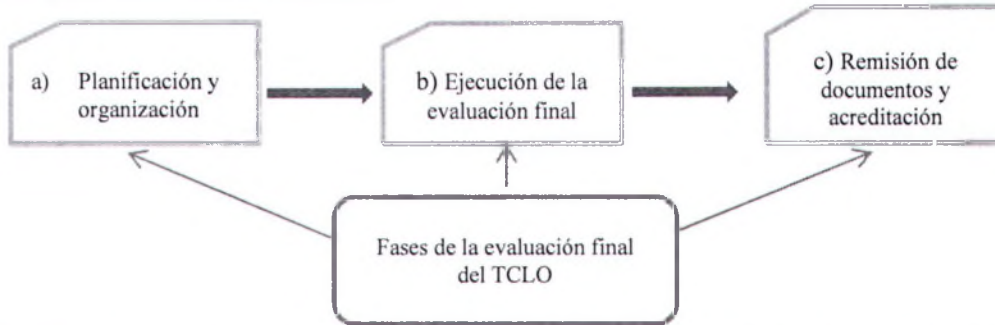 a) Planificación y
organización
b) Ejecución de la
evaluación final
c) Remisión de
documentos y
acreditación
Fases de la evaluación final
del TCLO